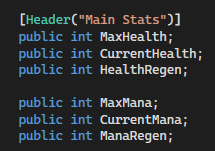 [Header("Main Stats")]
public int MaxHealth;
public int CurrentHealth;
public int HealthRegen;
public int MaxMana;
public int CurrentMana;
public int ManaRegen;